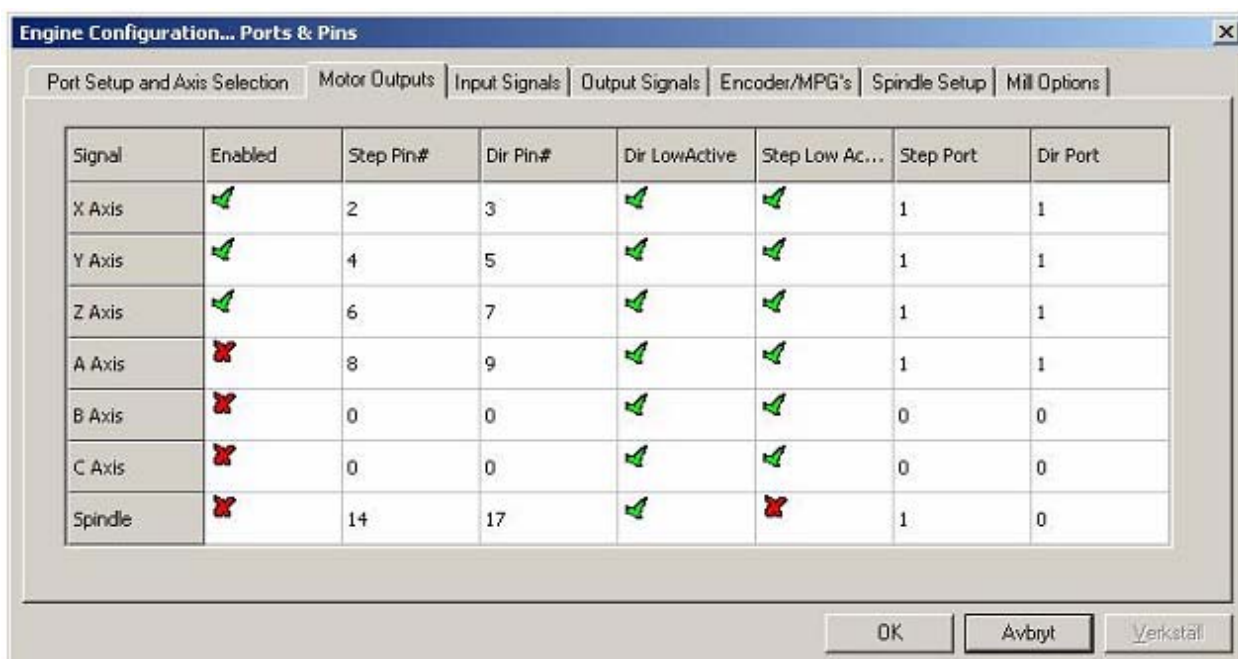 Engine Configuration... Ports & Pins
Port Setup and Axis Selection Motor Outputs Input Signals Output Signals Encoder/MPG's Spindle Setup Mill Options
Signal Enabled Step Pin# Dir Pin# Dir LowActive Step Low Ac... Step Port Dir Port
X Axis 2 3 1 1
Y Axis 4 5 1 1
Z Axis 6 7 1 1
A Axis 8 9 1 1
B Axis 0 0 0 0
C Axis 0 0 0 0
Spindle 14 17 1 0
OK Avbryt Verkställ